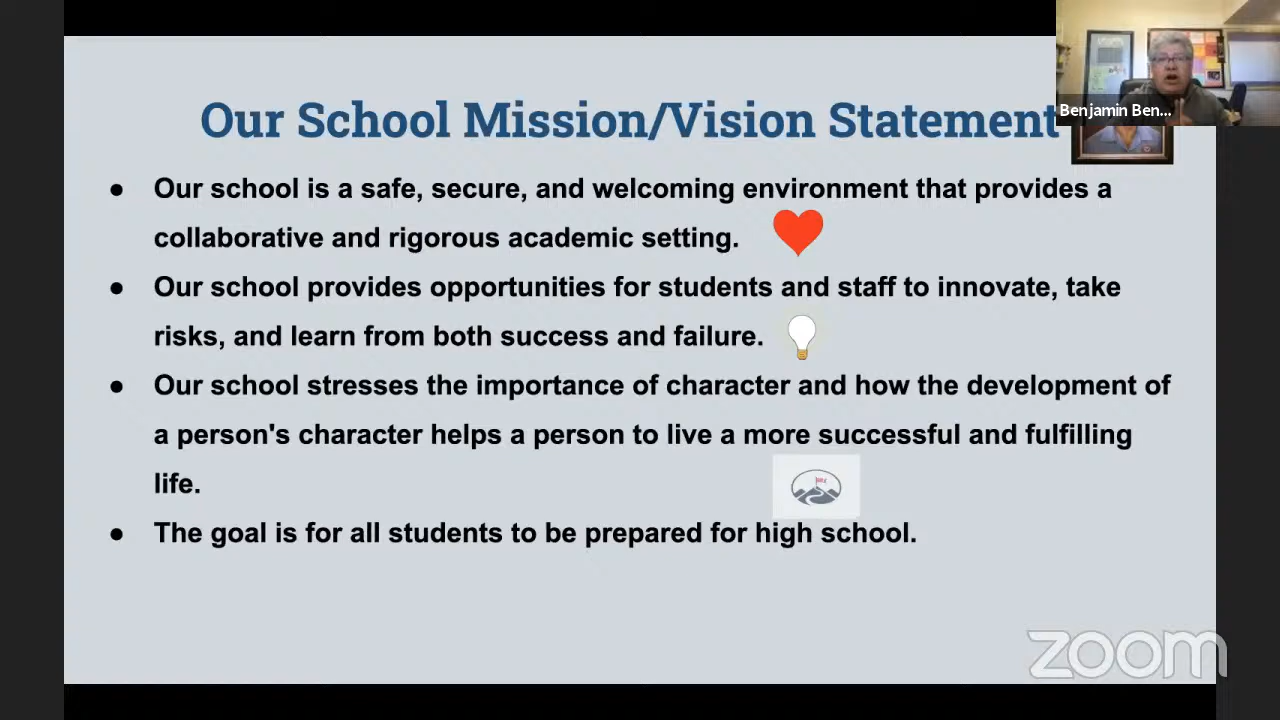 Our School Mission/Vision Statement
Benjamin Ben...
● Our school is a safe, secure, and welcoming environment that provides a
collaborative and rigorous academic setting.
● Our school provides opportunities for students and staff to innovate, take
risks, and learn from both success and failure.
● Our school stresses the importance of character and how the development of
a person's character helps a person to live a more successful and fulfilling
life.
● The goal is for all students to be prepared for high school.
zoom